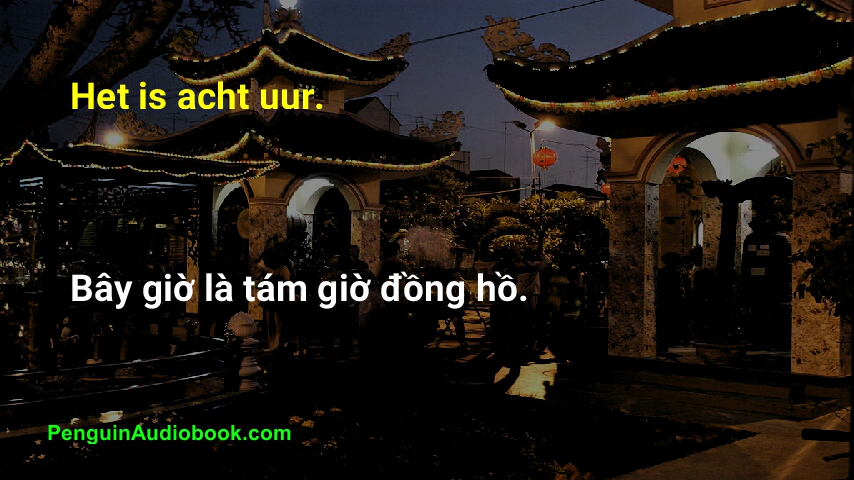 Het is acht uur.
Bây giờ là tám giờ đồng hồ.
PenguinAudiobook.com